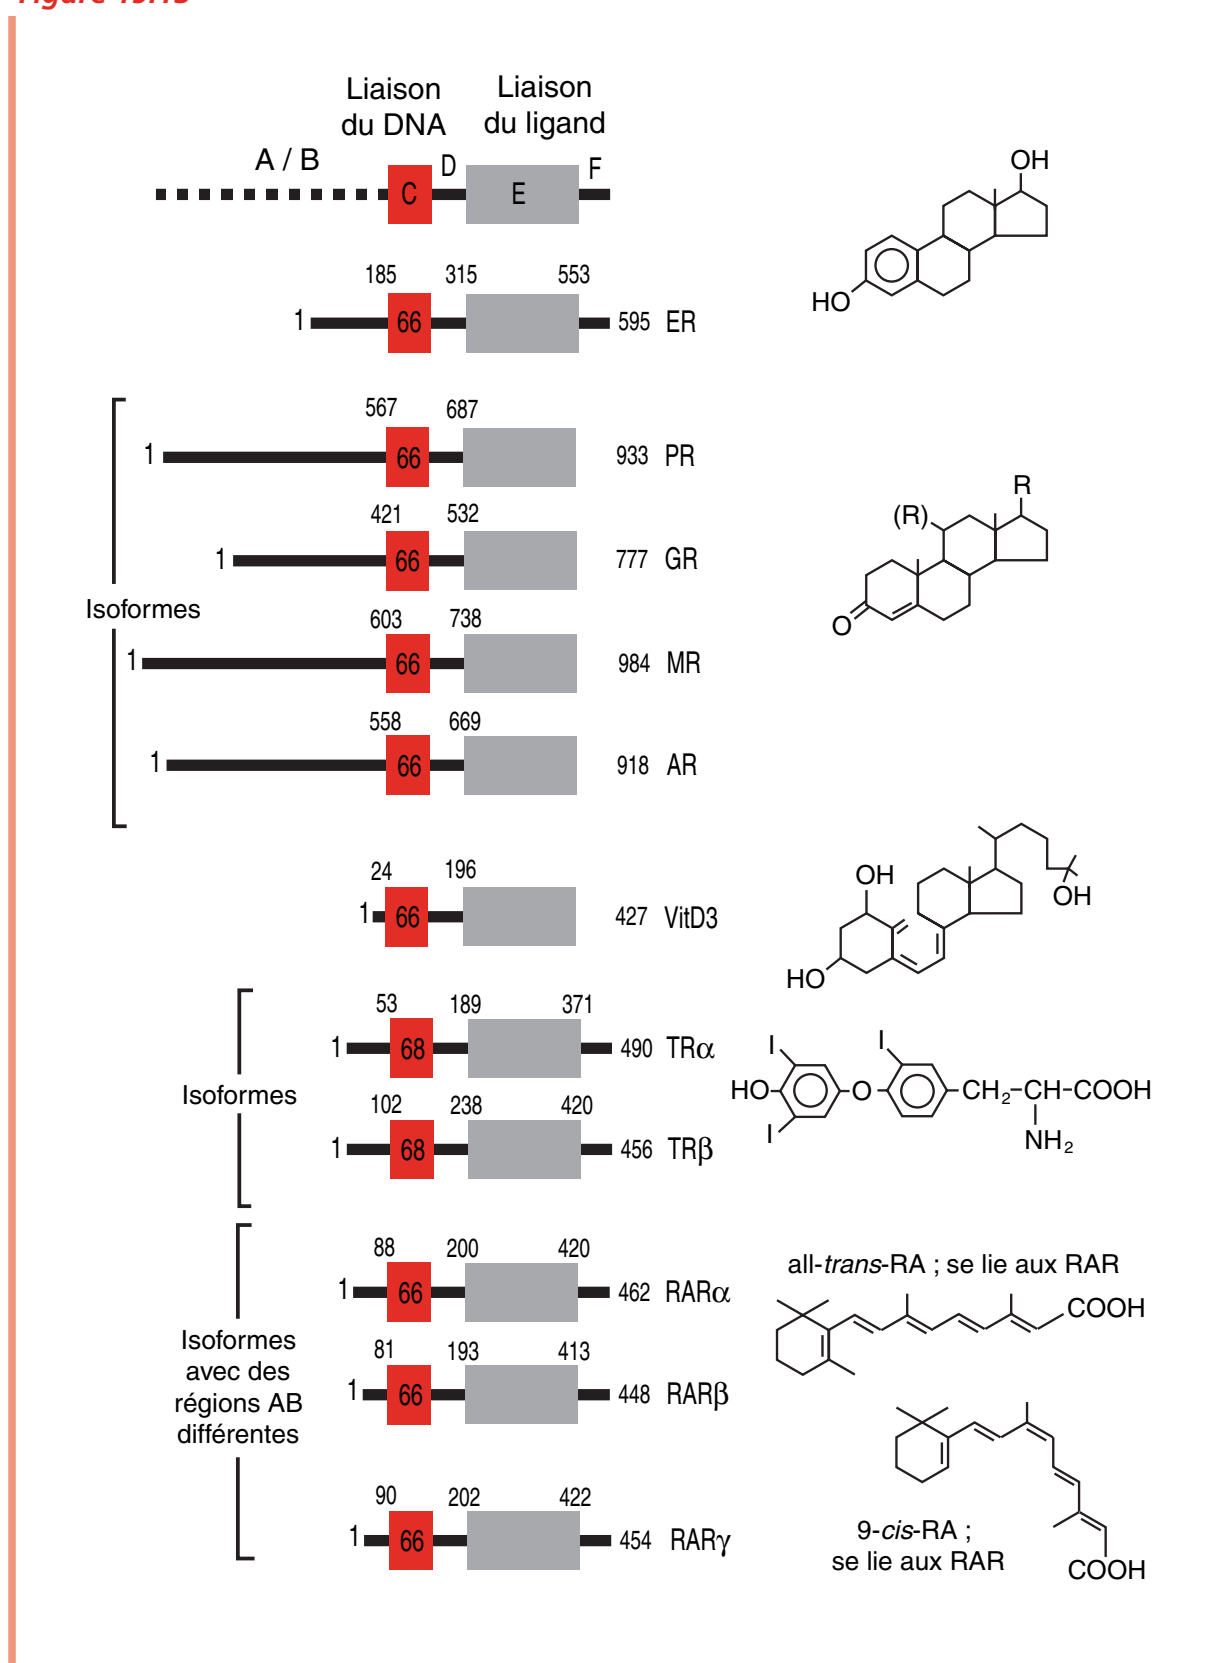 Figure 19.13
Liaison
du DNA
Liaison
du ligand
A / B
C
D
E
F
OH
HO
185
315
553
1
66
595
ER
567
687
1
66
933
PR
421
532
1
66
777
GR
Isoformes
603
738
1
66
984
MR
558
669
1
66
918
AR
R
(R)
O
24
196
1
66
427
VitD3
OH
OH
HO
53
189
371
1
68
490
TRα
Isoformes
102
238
420
1
68
456
TRβ
I
I
HO
O
CH2–CH–COOH
I
NH2
88
200
420
1
66
462
RARα
Isoformes
avec des
régions AB
différentes
81
193
413
1
66
448
RARβ
90
202
422
1
66
454
RARγ
all-trans-RA ; se lie aux RAR
COOH
9-cis-RA ;
se lie aux RAR
COOH